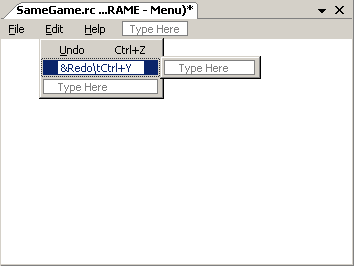 SameGame.rc ...RAME - Menu)*
File Edit Help Type Here
Undo Ctrl+Z
&Redo\tCtrl+Y Type Here
Type Here